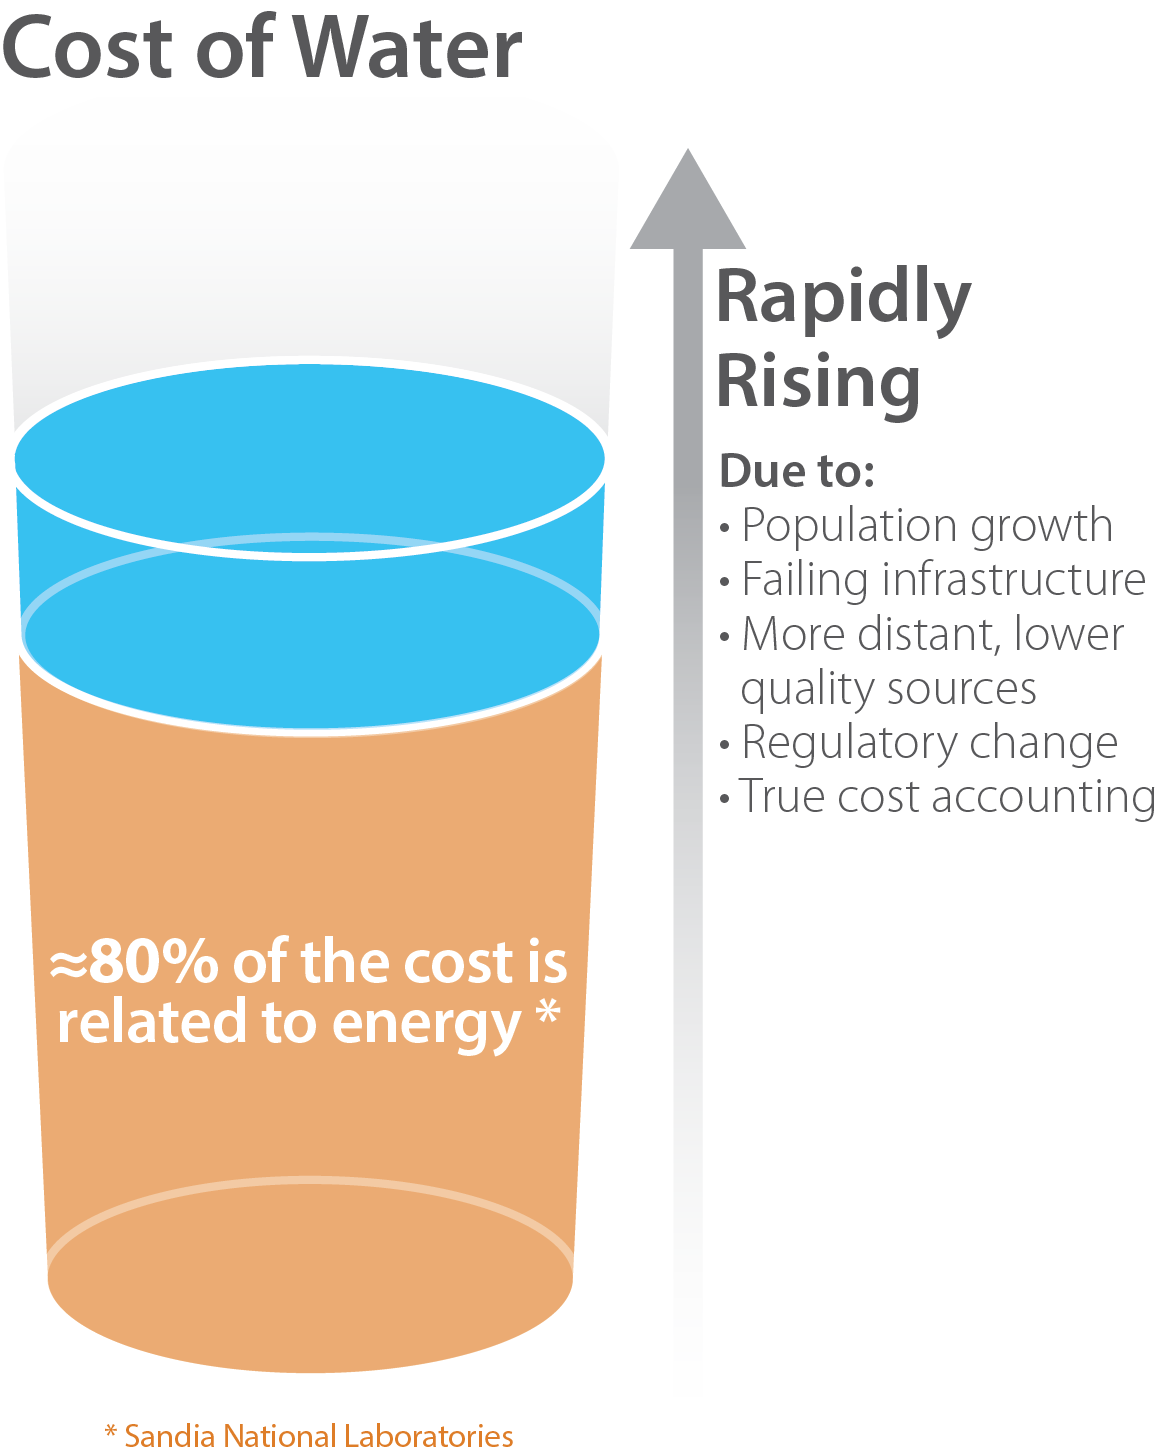 Cost of Water
Rapidly
Rising
Due to:
• Population growth
• Failing infrastructure
• More distant, lower
quality sources
• Regulatory change
• True cost accounting
≈80% of the cost is
related to energy *
* Sandia National Laboratories